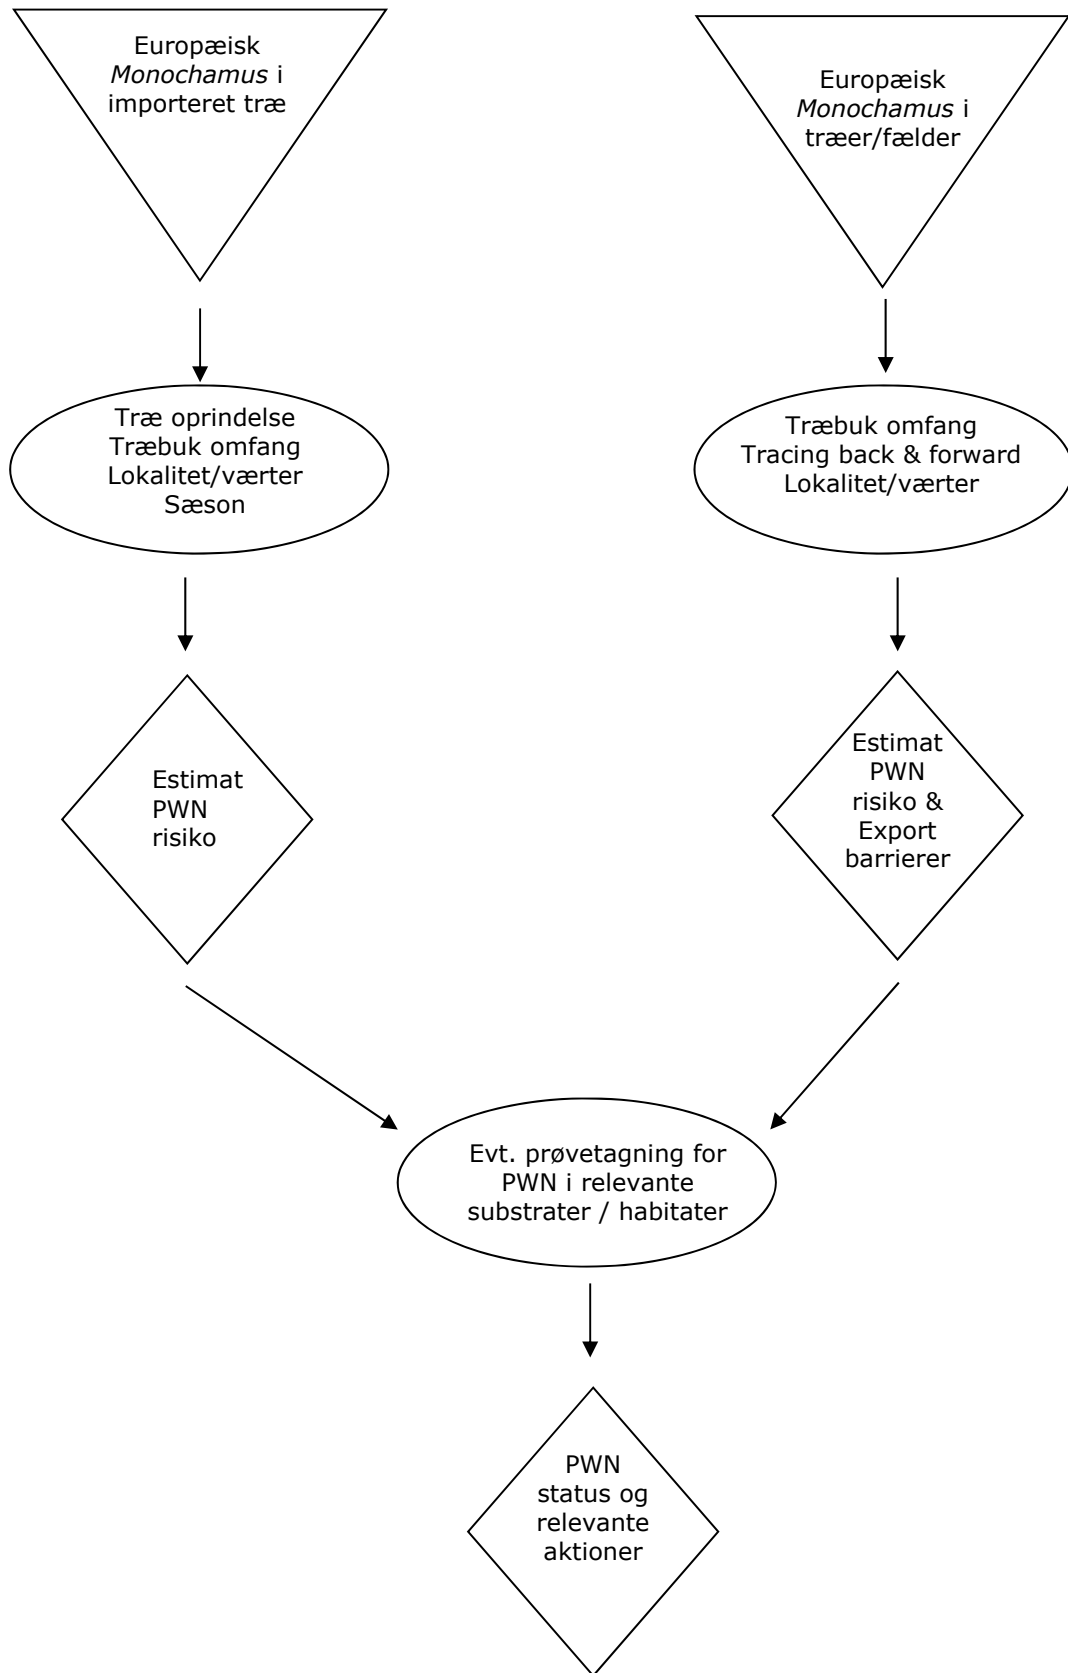 Europæisk
Monochamus i
importeret træ
Europæisk
Monochamus i
træer/fælder
Træ oprindelse
Træbuk omfang
Lokalitet/værter
Sæson
Træbuk omfang
Tracing back & forward
Lokalitet/værter
Estimat
PWN
risiko
Estimat
PWN
risiko &
Export
barrierer
Evt. prøvetagning for
PWN i relevante
substrater / habitater
PWN
status og
relevante
aktioner